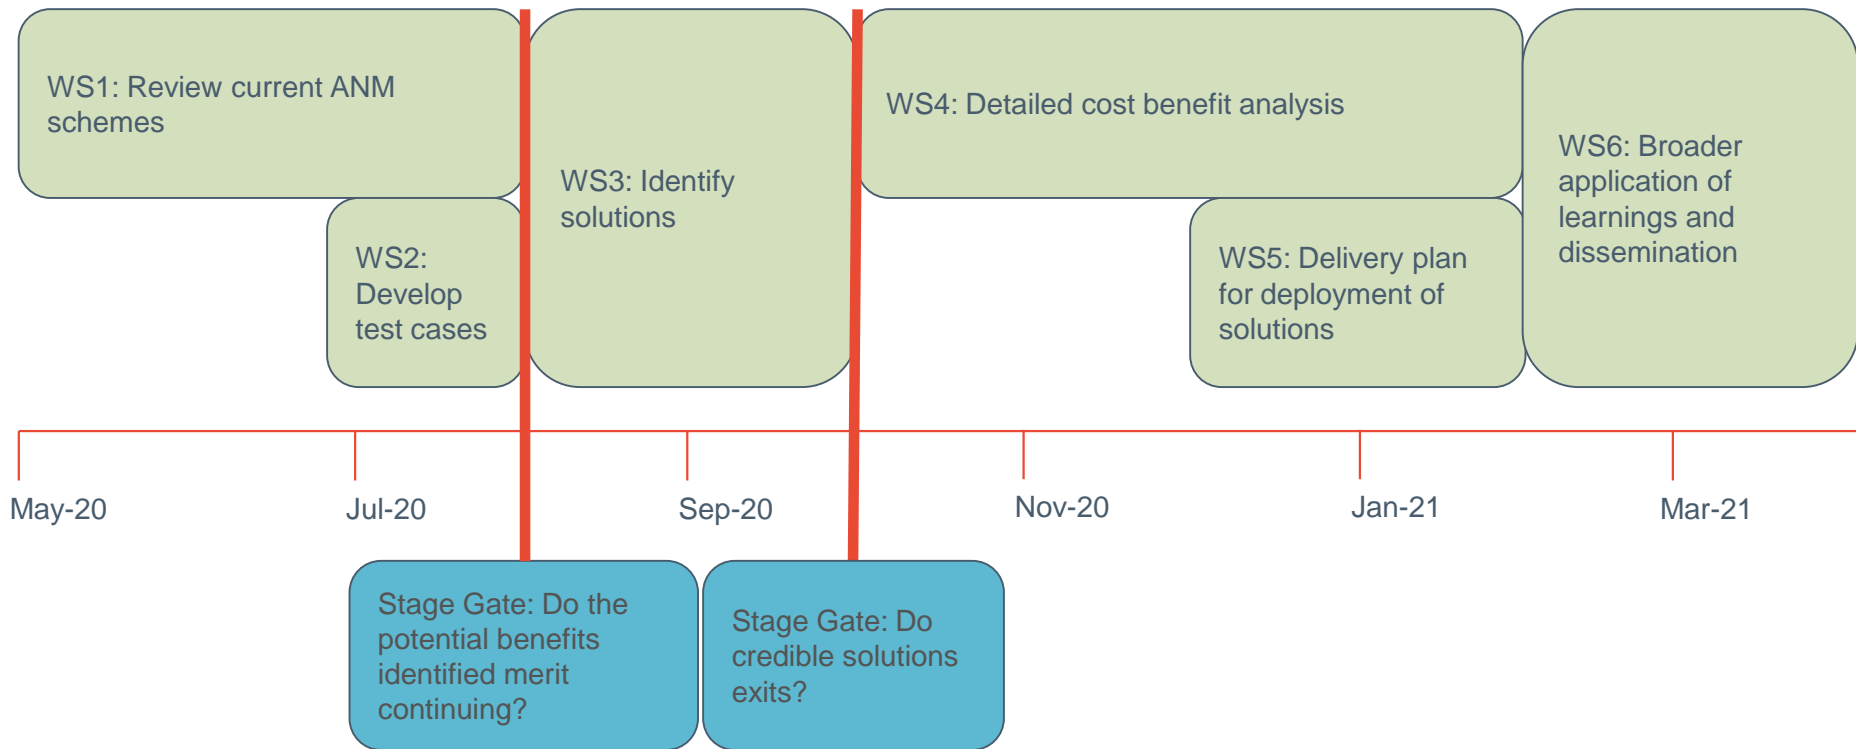 WS1: Review current ANM
schemes
WS2:
Develop
test cases
WS3: Identify
solutions
WS4: Detailed cost benefit analysis
WS5: Delivery plan
for deployment of
solutions
WS6: Broader
application of
learnings and
dissemination
May-20
Jul-20
Sep-20
Nov-20
Jan-21
Mar-21
Stage Gate: Do the
potential benefits
identified merit
continuing?
Stage Gate: Do
credible solutions
exits?